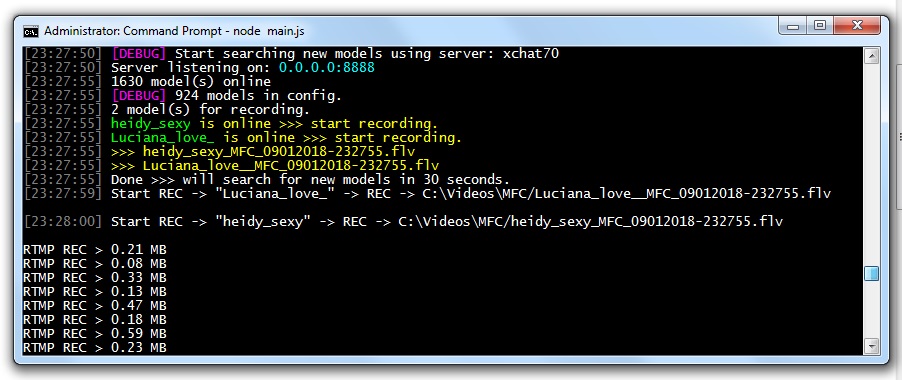 Administrator: Command Prompt - node  main.js
[23:27:50] [DEBUG] Start searching new models using server: xchat70
[23:27:50] Server listening on: 0.0.0.0:8888
[23:27:55] 1630 model(s) online
[23:27:55] [DEBUG] 924 models in config.
[23:27:55] 2 model(s) for recording.
[23:27:55] heidy_sexy is online >>> start recording.
[23:27:55] Luciana_love_ is online >>> start recording.
[23:27:55] >>> heidy_sexy_MFC_09012018-232755.flv
[23:27:55] >>> Luciana_love__MFC_09012018-232755.flv
[23:27:55] Done >>> will search for new models in 30 seconds.
[23:27:59] Start REC -> "Luciana_love_" -> REC -> C:\Videos\MFC/Luciana_love__MFC_09012018-232755.flv
[23:28:00] Start REC -> "heidy_sexy" -> REC -> C:\Videos\MFC/heidy_sexy_MFC_09012018-232755.flv
RTMP REC > 0.21 MB
RTMP REC > 0.08 MB
RTMP REC > 0.33 MB
RTMP REC > 0.13 MB
RTMP REC > 0.47 MB
RTMP REC > 0.18 MB
RTMP REC > 0.59 MB
RTMP REC > 0.23 MB